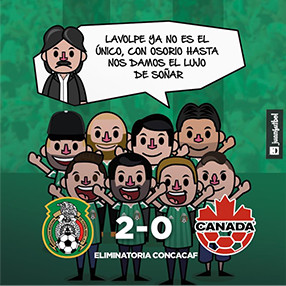 LAVOLPE YA NO ES EL
ÚNICO, CON OSORIO HASTA
NOS DAMOS EL LUJO
DE SOÑAR
juanfutbol
2-0
CANADA
ELIMINATORIA CONCACAF